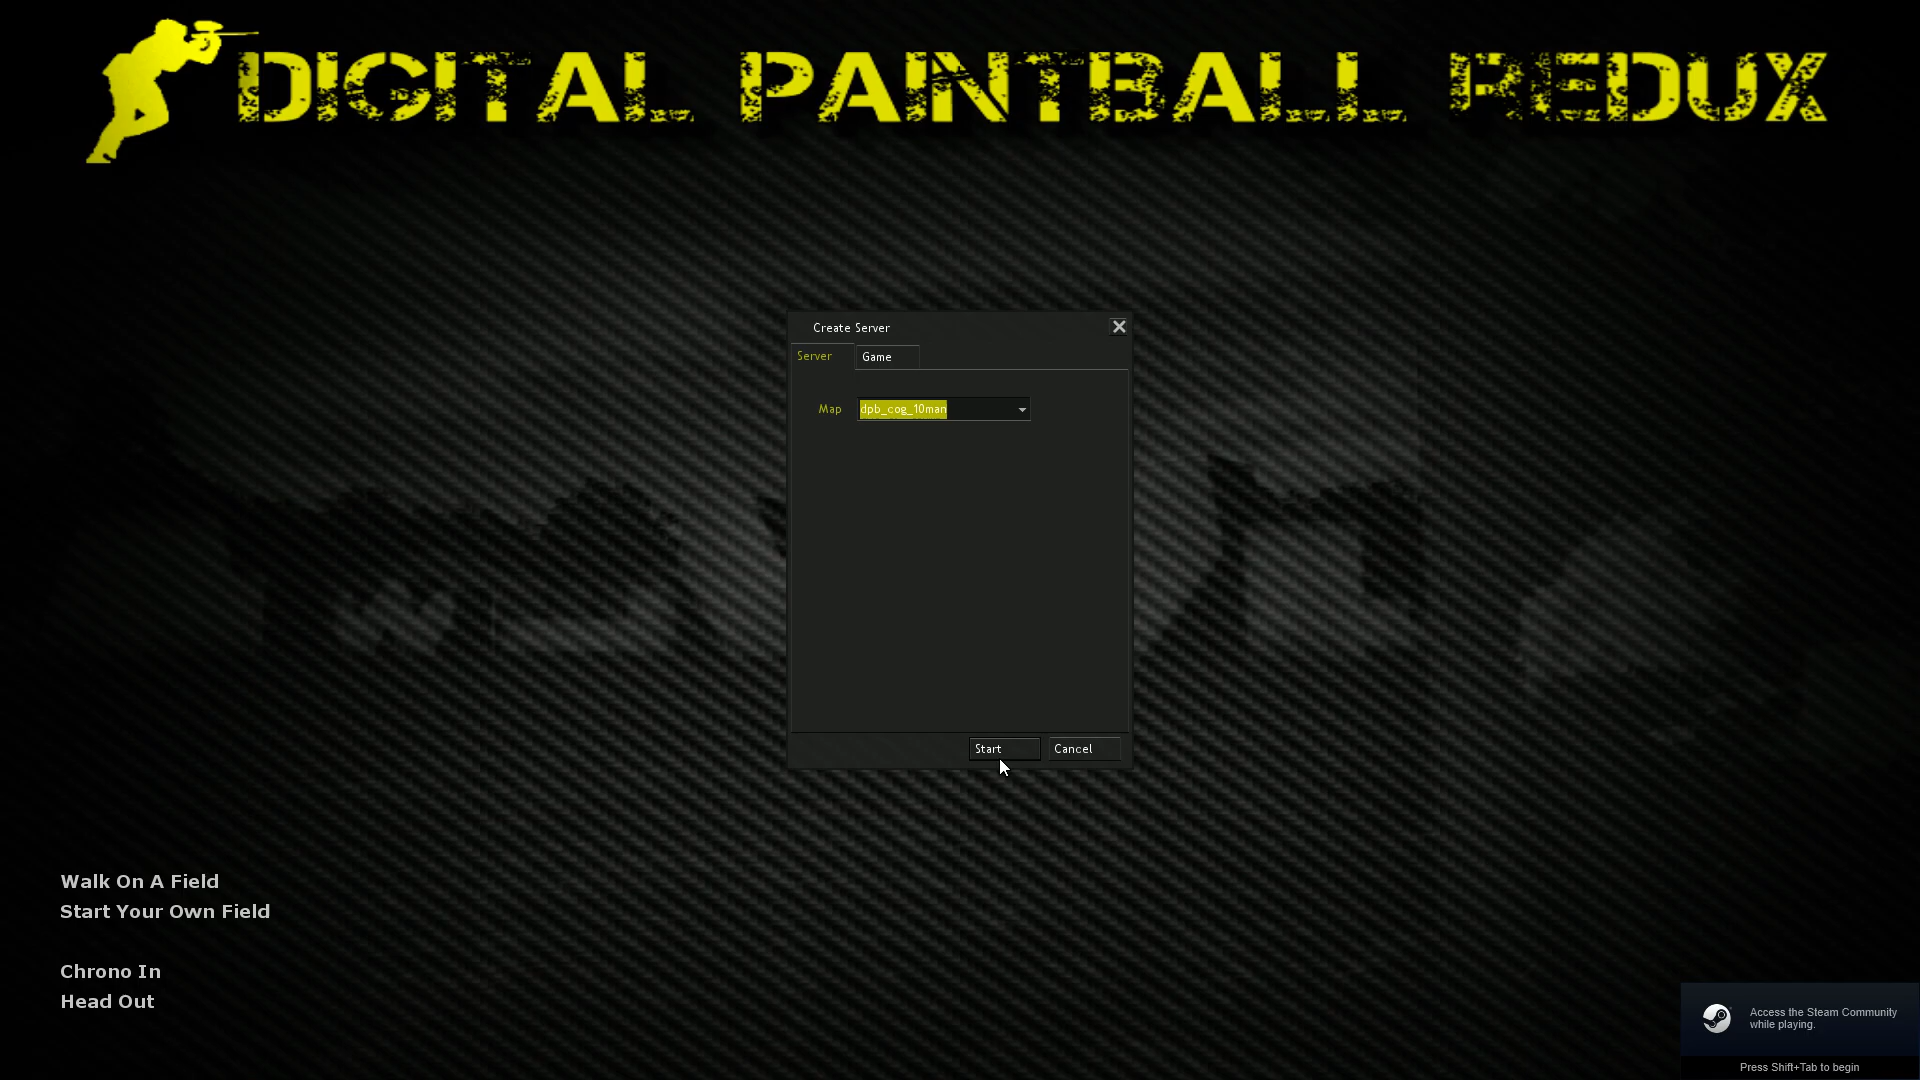 DIGITAL PAINTBALL REDUX
Create Server
Server Game
Map dpb_cog_10man
Start Cancel
Walk On A Field
Start Your Own Field
Chrono In
Head Out
Access the Steam Community
while playing.
Press Shift+Tab to begin